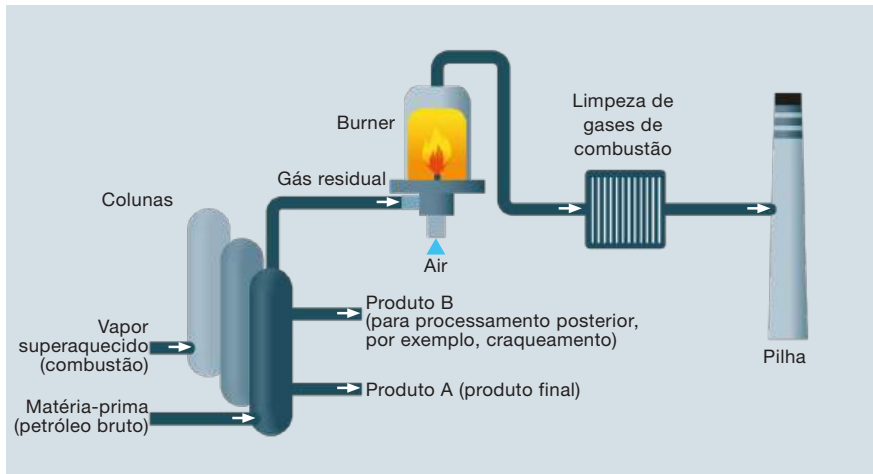 Limpeza de
gases de
combustão
Burner
Gás residual
Colunas
Air
Produto B
(para processamento posterior,
por exemplo, craqueamento)
Vapor
superaquecido
(combustão)
Pilha
Produto A (produto final)
Matéria-prima
(petróleo bruto)